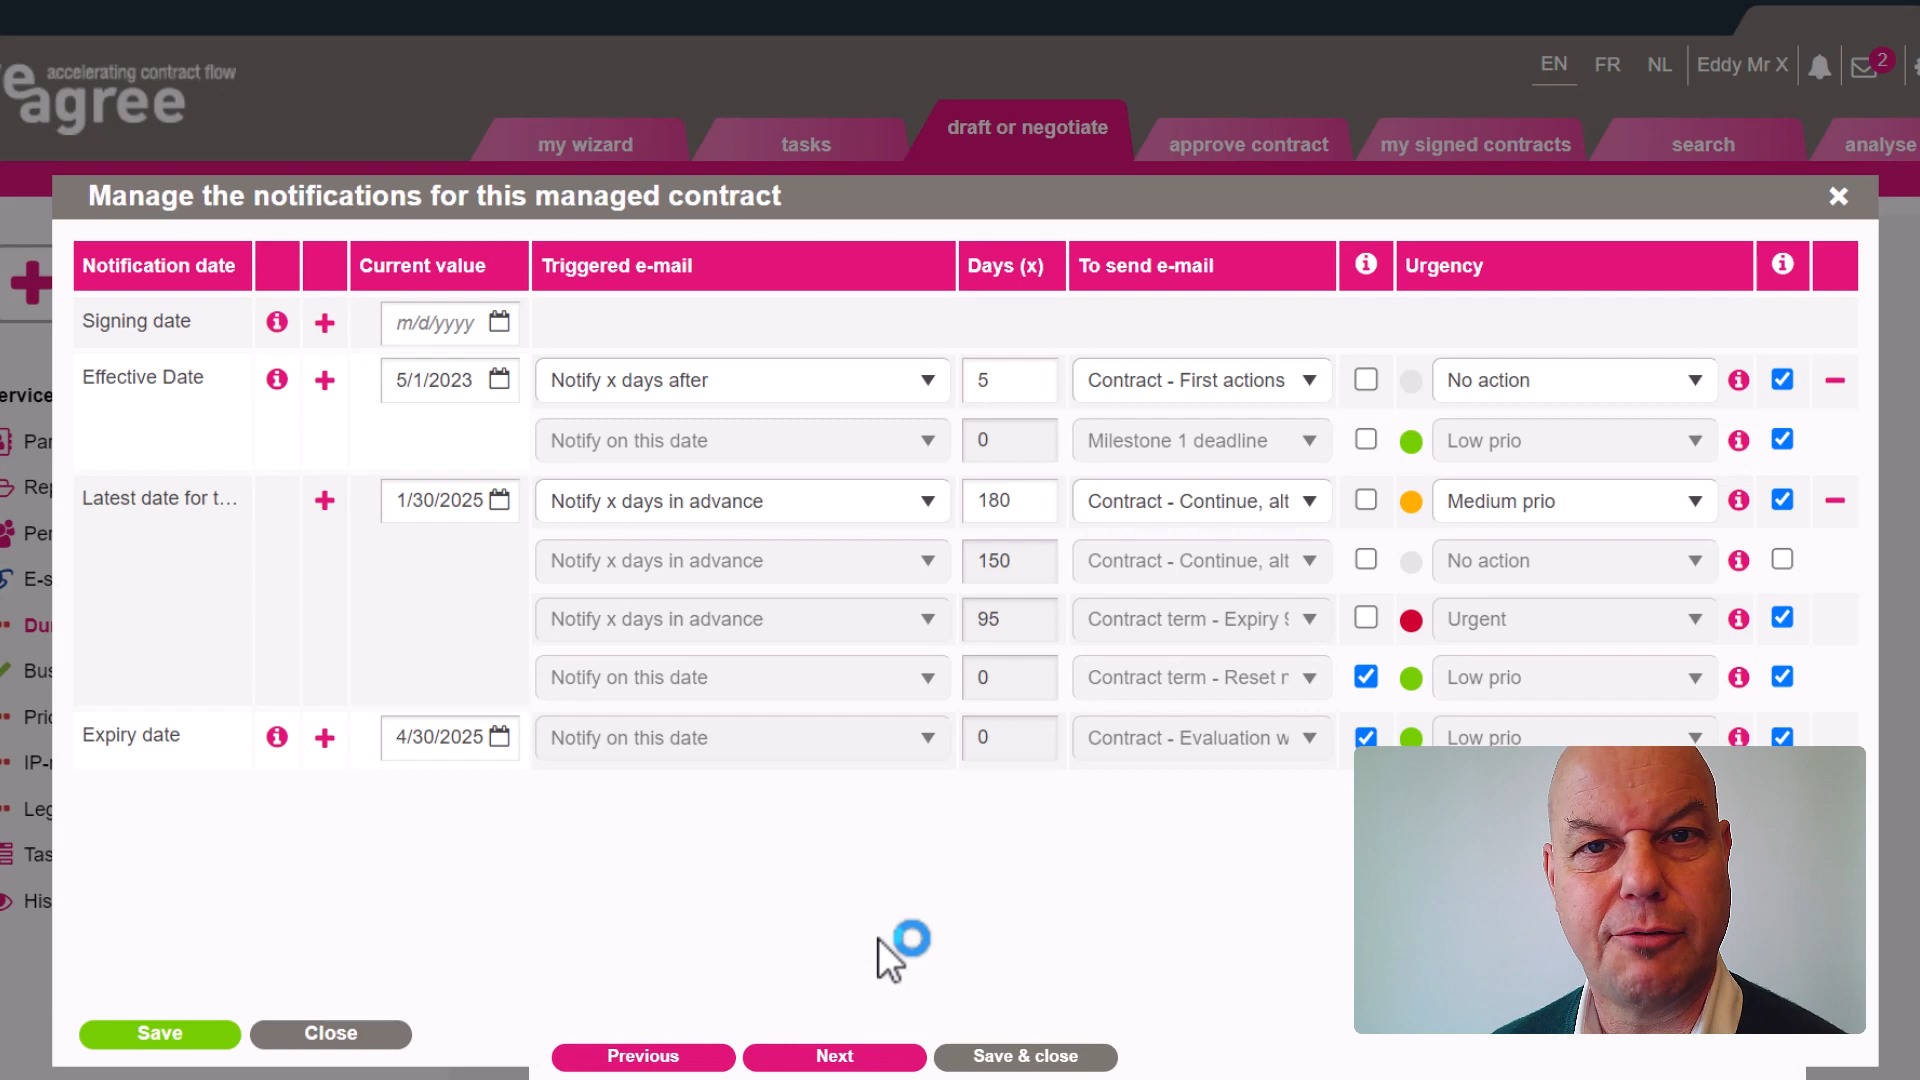 accelerating contract flow
e
agree
EN FR NL Eddy Mr X 2
my wizard tasks draft or negotiate approve contract my signed contracts search analyse
Manage the notifications for this managed contract
Notification date Current value Triggered e-mail Days (x) To send e-mail Urgency
Signing date m/d/yyyy
Effective Date 5/1/2023 Notify x days after 5 Contract - First actions No action
Notify on this date 0 Milestone 1 deadline Low prio
Latest date for t... 1/30/2025 Notify x days in advance 180 Contract - Continue, alt Medium prio
Notify x days in advance 150 Contract - Continue, alt No action
Notify x days in advance 95 Contract term - Expiry 9 Urgent
Notify on this date 0 Contract term - Reset n Low prio
Expiry date 4/30/2025 Notify on this date 0 Contract - Evaluation w Low prio
ervice
Par
Rep
Per
E-s
Dur
Bus
Pric
IP-r
Leg
Tas
His
Save Close
Previous Next Save & close